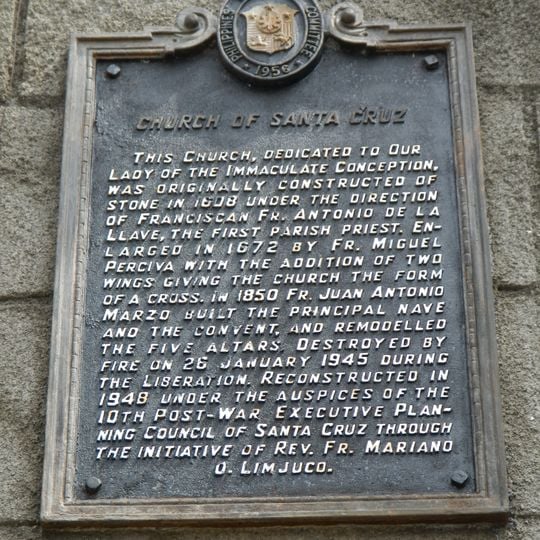 PHILIPPINE
COMMITTEE
1956
CHURCH OF SANTA CRUZ
THIS CHURCH, DEDICATED TO OUR
LADY OF THE IMMACULATE CONCEPTION,
WAS ORIGINALLY CONSTRUCTED OF
STONE IN 1608 UNDER THE DIRECTION
OF FRANCISCAN FR. ANTONIO DE LA
LLAVE, THE FIRST PARISH PRIEST. EN-
LARGED IN 1672 BY FR. MIGUEL
PERCIVA WITH THE ADDITION OF TWO
WINGS GIVING THE CHURCH THE FORM
OF A CROSS. IN 1850 FR. JUAN ANTONIO
MARZO BUILT THE PRINCIPAL NAVE
AND THE CONVENT, AND REMODELLED
THE FIVE ALTARS. DESTROYED BY
FIRE ON 26 JANUARY 1945 DURING
THE LIBERATION. RECONSTRUCTED IN
1948 UNDER THE AUSPICES OF THE
10TH POST-WAR EXECUTIVE PLAN-
NING COUNCIL OF SANTA CRUZ THROUGH
THE INITIATIVE OF REV. FR. MARIANO
O. LIMJUCO.